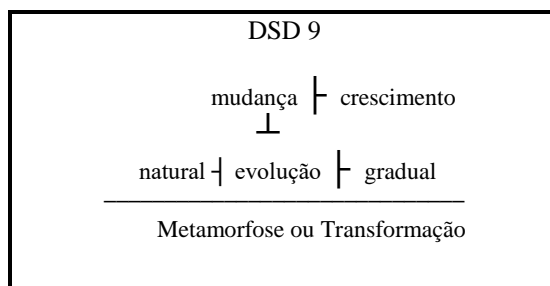 DSD 9
mudança ├ crescimento
┴
natural ┤ evolução ├ gradual
Metamorfose ou Transformação